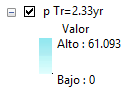 p Tr=2.33yr
Valor
Alto : 61.093
Bajo : 0